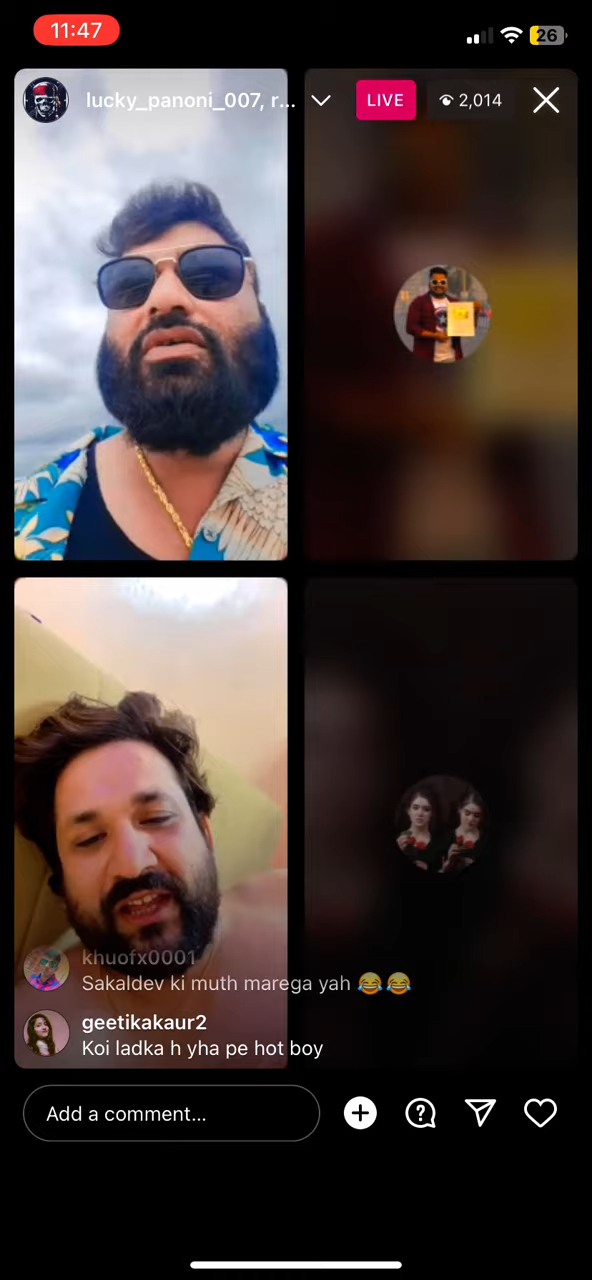 11:47
26
lucky_panoni_007, r...
LIVE
2,014
khuofx0001
Sakaldev ki muth marega yah 😂😂
geetikakaur2
Koi ladka h yha pe hot boy
Add a comment...